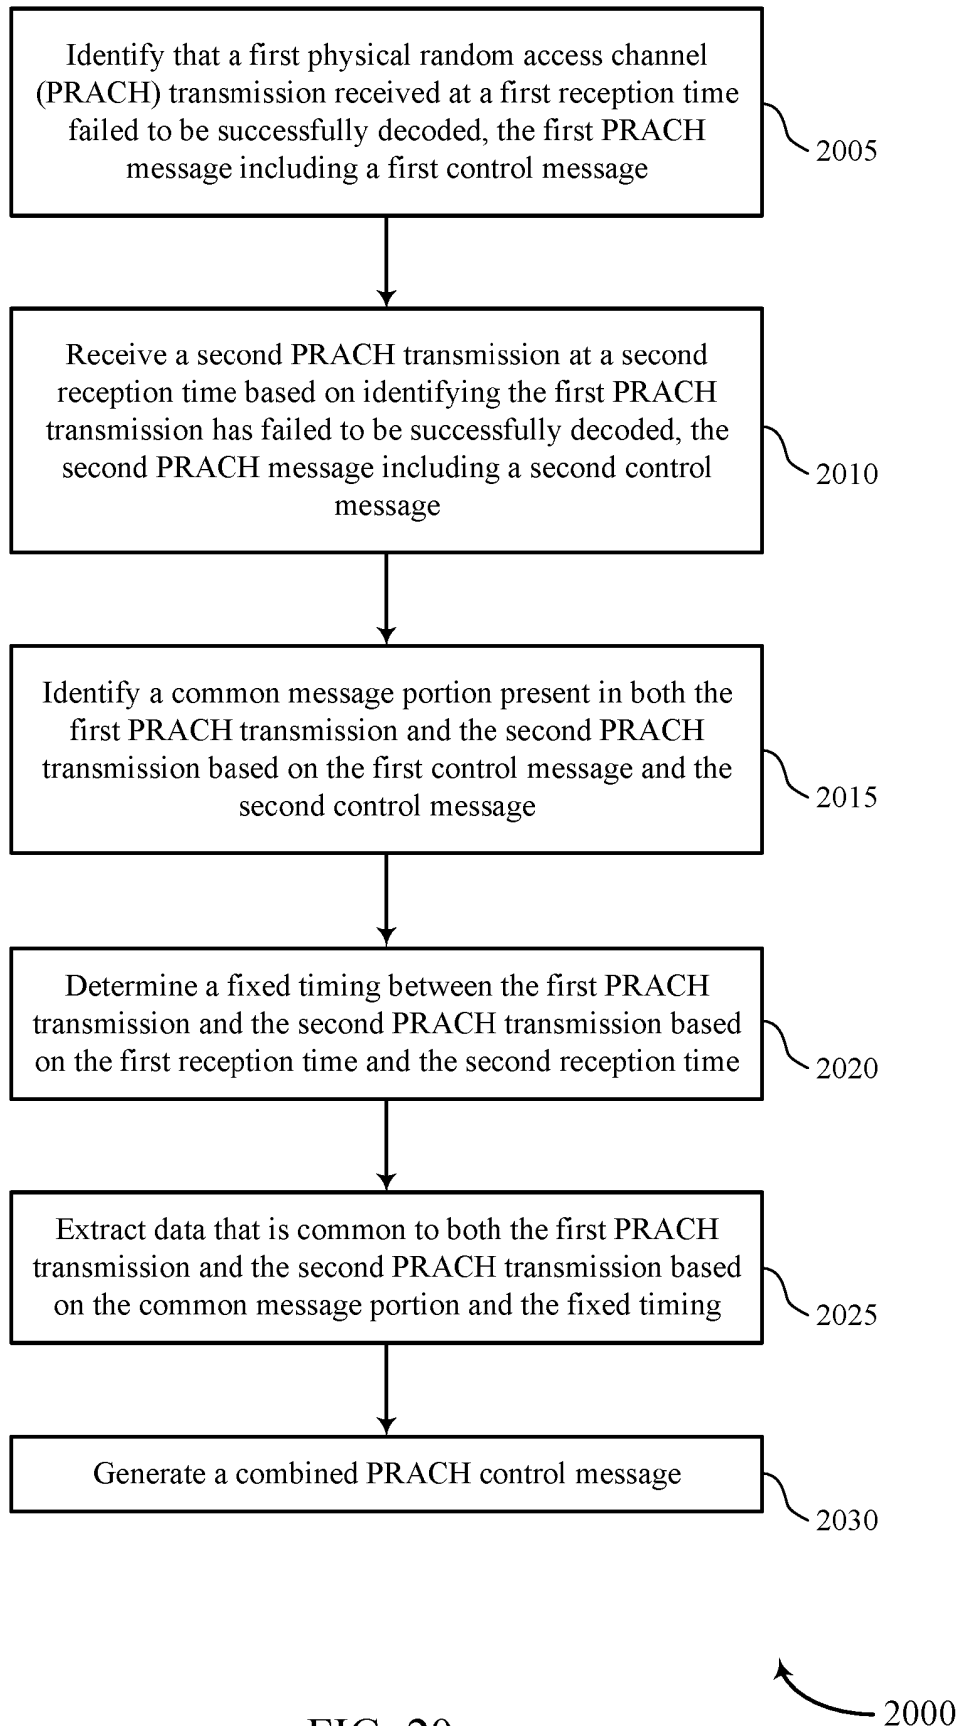 Identify that a first physical random access channel
(PRACH) transmission received at a first reception time
failed to be successfully decoded, the first PRACH
message including a first control message
2005
Receive a second PRACH transmission at a second
reception time based on identifying the first PRACH
transmission has failed to be successfully decoded, the
second PRACH message including a second control
message
2010
Identify a common message portion present in both the
first PRACH transmission and the second PRACH
transmission based on the first control message and the
second control message
2015
Determine a fixed timing between the first PRACH
transmission and the second PRACH transmission based
on the first reception time and the second reception time
2020
Extract data that is common to both the first PRACH
transmission and the second PRACH transmission based
on the common message portion and the fixed timing
2025
Generate a combined PRACH control message
2030
2000
FIG. 20